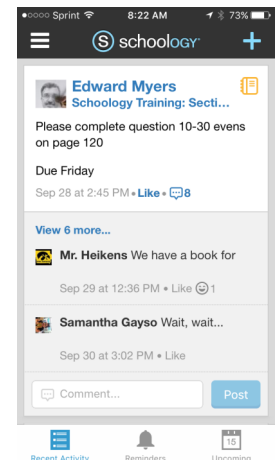 Sprint 8:22 AM 73%
S schoology
Edward Myers
Schoology Training: Secti...
Please complete question 10-30 evens
on page 120
Due Friday
Sep 28 at 2:45 PM • Like • 8
View 6 more...
Mr. Heikens We have a book for
Sep 29 at 12:36 PM • Like 1
Samantha Gayso Wait, wait...
Sep 30 at 3:02 PM • Like
Comment...
Post
15
Recent Activity Reminders Upcoming